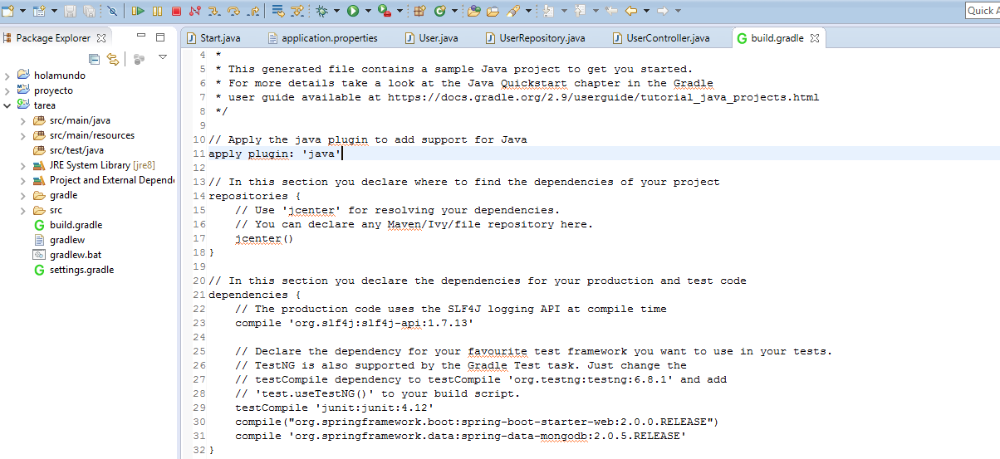 Quick A
Package Explorer
holamundo
proyecto
tarea
src/main/java
src/main/resources
src/test/java
JRE System Library [jre8]
Project and External Depende
gradle
src
build.gradle
gradlew
gradlew.bat
settings.gradle
Start.java application.properties User.java UserRepository.java UserController.java build.gradle
4 *
5 * This generated file contains a sample Java project to get you started.
6 * For more details take a look at the Java Quickstart chapter in the Gradle
7 * user guide available at https://docs.gradle.org/2.9/userguide/tutorial_java_projects.html
8 */
9
10 // Apply the java plugin to add support for Java
11 apply plugin: 'java'
12
13 // In this section you declare where to find the dependencies of your project
14 repositories {
15 // Use 'jcenter' for resolving your dependencies.
16 // You can declare any Maven/Ivy/file repository here.
17 jcenter()
18 }
19
20 // In this section you declare the dependencies for your production and test code
21 dependencies {
22 // The production code uses the SLF4J logging API at compile time
23 compile 'org.slf4j:slf4j-api:1.7.13'
24
25 // Declare the dependency for your favourite test framework you want to use in your tests.
26 // TestNG is also supported by the Gradle Test task. Just change the
27 // testCompile dependency to testCompile 'org.testng:testng:6.8.1' and add
28 // 'test.useTestNG()' to your build script.
29 testCompile 'junit:junit:4.12'
30 compile("org.springframework.boot:spring-boot-starter-web:2.0.0.RELEASE")
31 compile 'org.springframework.data:spring-data-mongodb:2.0.5.RELEASE'
32 }